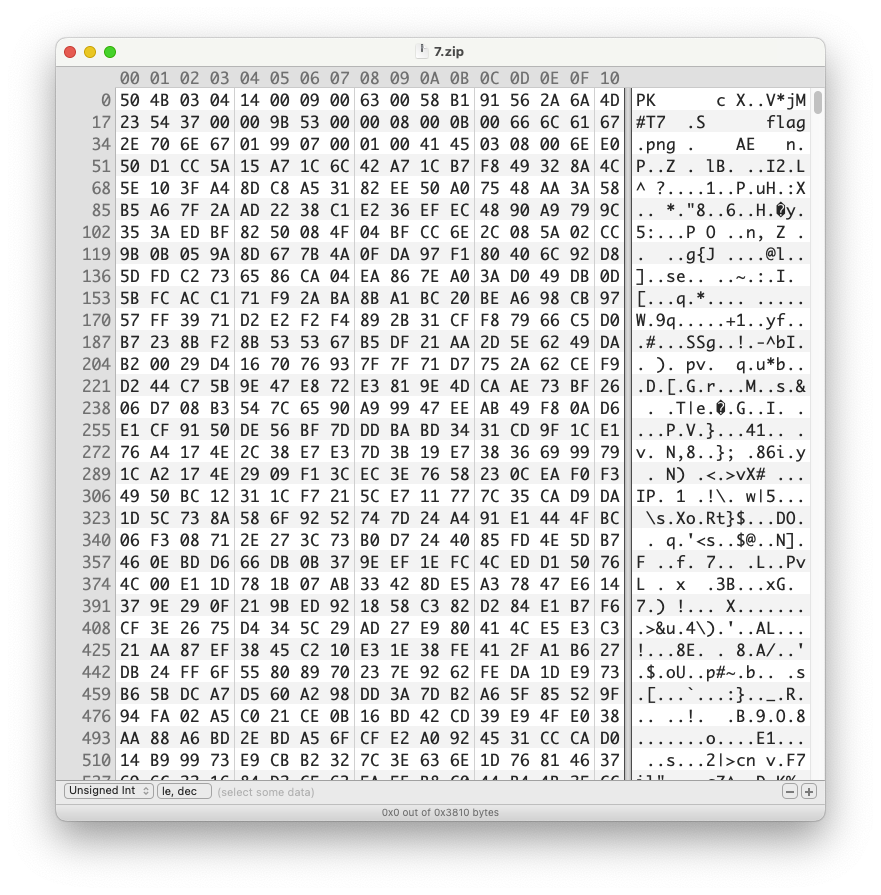 7.zip
00 01 02 03 04 05 06 07 08 09 0A 0B 0C 0D 0E 0F 10
0 50 4B 03 04 14 00 09 00 63 00 58 B1 91 56 2A 6A 4D PK c X..V*jM
17 23 54 37 00 00 9B 53 00 00 08 00 0B 00 66 6C 61 67 #T7 .S flag
34 2E 70 6E 67 01 99 07 00 01 00 41 45 03 08 00 6E E0 .png . AE n.
51 50 D1 CC 5A 15 A7 1C 6C 42 A7 1C B7 F8 49 32 8A 4C P..Z . lB. ..I2.L
68 5E 10 3F A4 8D C8 A5 31 82 EE 50 A0 75 48 AA 3A 58 ^ ?....1..P.uH.:X
85 B5 A6 7F 2A AD 22 38 C1 E2 36 EF EC 48 90 A9 79 9C .. *."8..6..H.�y.
102 35 3A ED BF 82 50 08 4F 04 BF CC 6E 2C 08 5A 02 CC 5:...P O ..n, Z .
119 9B 0B 05 9A 8D 67 7B 4A 0F DA 97 F1 80 40 6C 92 D8 . ..g{J ....@l..
136 5D FD C2 73 65 86 CA 04 EA 86 7E A0 3A D0 49 DB 0D ]..se.. ..~.:.I.
153 5B FC AC C1 71 F9 2A BA 8B A1 BC 20 BE A6 98 CB 97 [...q.*.... .....
170 57 FF 39 71 D2 E2 F2 F4 89 2B 31 CF F8 79 66 C5 D0 W.9q.....+1..yf..
187 B7 23 8B F2 8B 53 53 67 B5 DF 21 AA 2D 5E 62 49 DA .#...SSg..!.-^bI.
204 B2 00 29 D4 16 70 76 93 7F 7F 71 D7 75 2A 62 CE F9 . ). pv. q.u*b..
221 D2 44 C7 5B 9E 47 E8 72 E3 81 9E 4D CA AE 73 BF 26 .D.[.G.r...M..s.&
238 06 D7 08 B3 54 7C 65 90 A9 99 47 EE AB 49 F8 0A D6 . .T|e.�.G..I. .
255 E1 CF 91 50 DE 56 BF 7D DD BA BD 34 31 CD 9F 1C E1 ...P.V.}...41.. .
272 76 A4 17 4E 2C 38 E7 E3 7D 3B 19 E7 38 36 69 99 79 v. N,8..}; .86i.y
289 1C A2 17 4E 29 09 F1 3C EC 3E 76 58 23 0C EA F0 F3 . N) .<.>vX# ...
306 49 50 BC 12 31 1C F7 21 5C E7 11 77 7C 35 CA D9 DA IP. 1 .!\. w|5...
323 1D 5C 73 8A 58 6F 92 52 74 7D 24 A4 91 E1 44 4F BC \s.Xo.Rt}$...DO.
340 06 F3 08 71 2E 27 3C 73 B0 D7 24 40 85 FD 4E 5D B7 . q.'<s..$@..N].
357 46 0E BD D6 66 DB 0B 37 9E EF 1E FC 4C ED D1 50 76 F ..f. 7.. .L..Pv
374 4C 00 E1 1D 78 1B 07 AB 33 42 8D E5 A3 78 47 E6 14 L . x .3B...xG.
391 37 9E 29 0F 21 9B ED 92 18 58 C3 82 D2 84 E1 B7 F6 7.) !... X.......
408 CF 3E 26 75 D4 34 5C 29 AD 27 E9 80 41 4C E5 E3 C3 .>&u.4\).'..AL...
425 21 AA 87 EF 38 45 C2 10 E3 1E 38 FE 41 2F A1 B6 27 !...8E. . 8.A/..'
442 DB 24 FF 6F 55 80 89 70 23 7E 92 62 FE DA 1D E9 73 .$.oU..p#~.b.. .s
459 B6 5B DC A7 D5 60 A2 98 DD 3A 7D B2 A6 5F 85 52 9F .[...`...:}.._.R.
476 94 FA 02 A5 C0 21 CE 0B 16 BD 42 CD 39 E9 4F E0 38 .. ..!. .B.9.O.8
493 AA 88 A6 BD 2E BD A5 6F CF E2 A0 92 45 31 CC CA D0 .......o....E1...
510 14 B9 99 73 E9 CB B2 32 7C 3E 63 6E 1D 76 81 46 37 ..s...2|>cn v.F7
Unsigned Int le, dec (select some data)
0x0 out of 0x3810 bytes